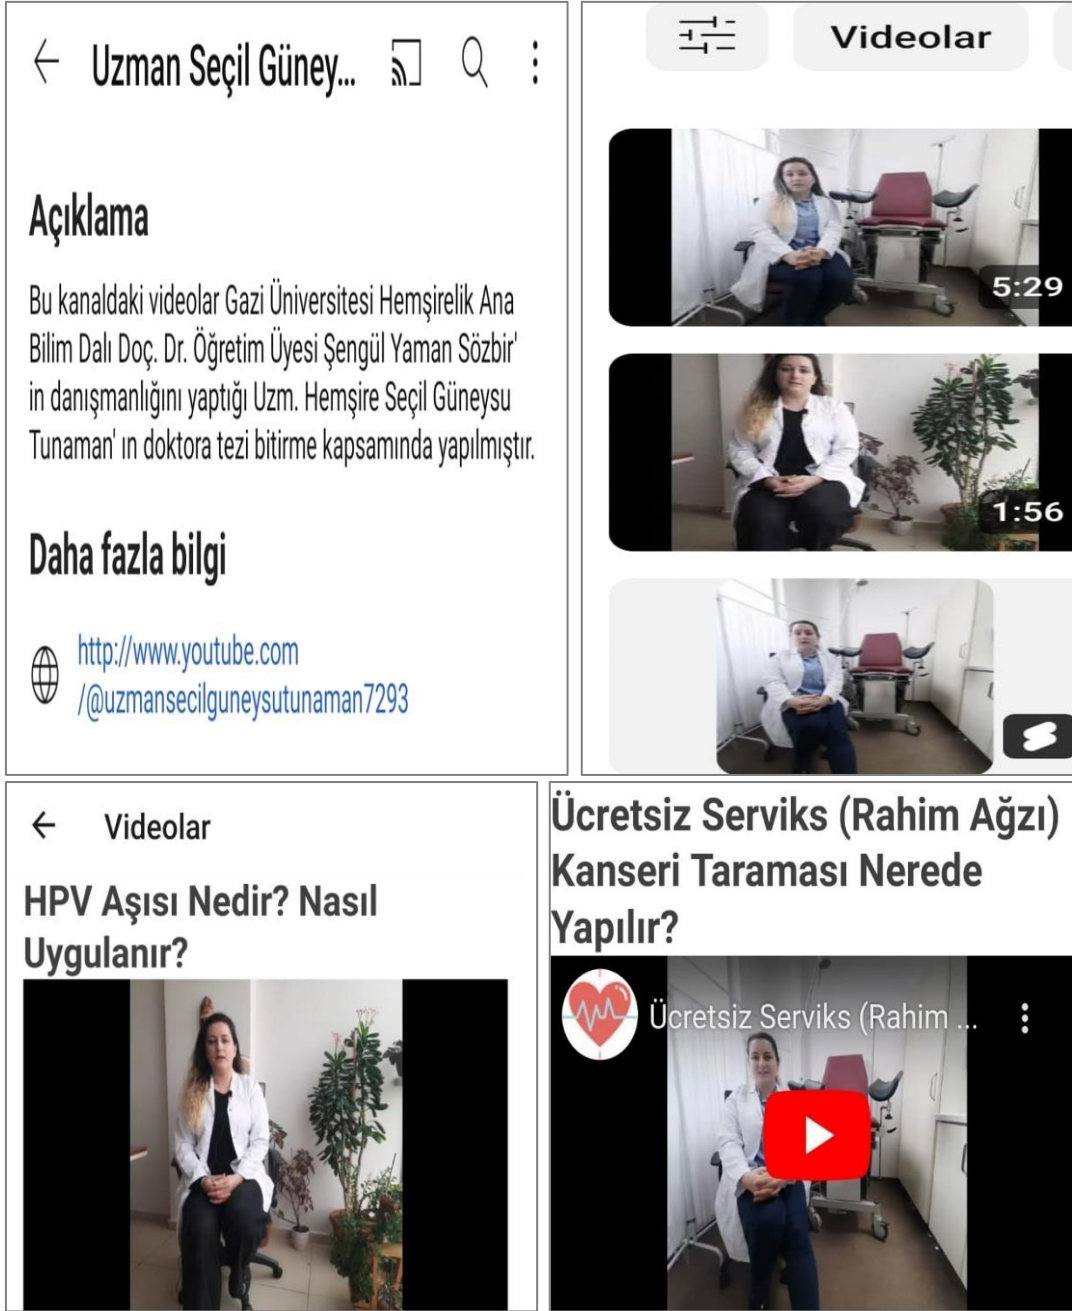 Uzman Seçil Güney...
Açıklama
Bu kanaldaki videolar Gazi Üniversitesi Hemşirelik Ana
Bilim Dalı Doç. Dr. Öğretim Üyesi Şengül Yaman Sözbir'
in danışmanlığını yaptığı Uzm. Hemşire Seçil Güneysu
Tunaman' ın doktora tezi bitirme kapsamında yapılmıştır.
Daha fazla bilgi
http://www.youtube.com
/@uzmansecilguneysutunaman7293
Videolar
5:29
1:56
Videolar
HPV Aşısı Nedir? Nasıl
Uygulanır?
Ücretsiz Serviks (Rahim Ağzı)
Kanseri Taraması Nerede
Yapılır?
Ücretsiz Serviks (Rahim ...